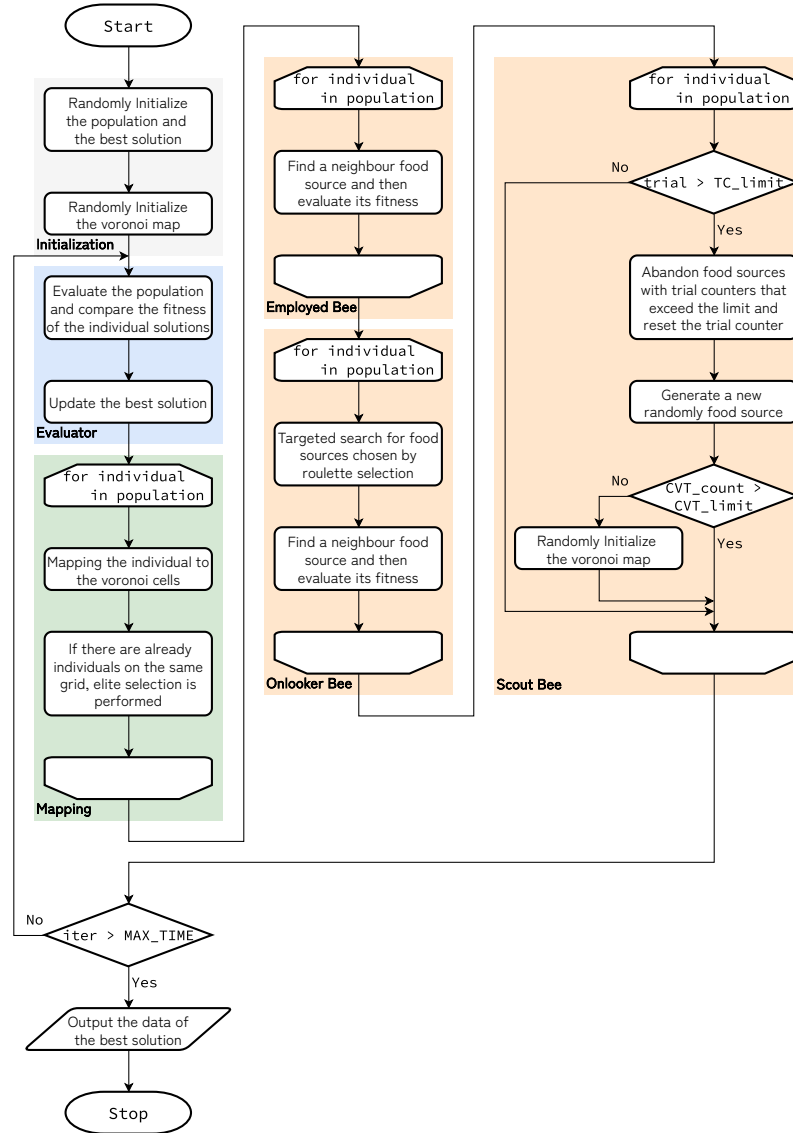 Start
Randomly Initialize
the population and
the best solution
Randomly Initialize
the voronoi map
Initialization
Evaluate the population
and compare the fitness
of the individual solutions
Update the best solution
Evaluator
for individual
in population
Mapping the individual to
the voronoi cells
If there are already
individuals on the same
grid, elite selection is
performed
Mapping
for individual
in population
Find a neighbour food
source and then
evaluate its fitness
Employed Bee
for individual
in population
Targeted search for food
sources chosen by
roulette selection
Find a neighbour food
source and then
evaluate its fitness
Onlooker Bee
for individual
in population
No
trial > TC_limit
Yes
Abandon food sources
with trial counters that
exceed the limit and
reset the trial counter
Generate a new
randomly food source
No
CVT_count >
CVT_limit
Yes
Randomly Initialize
the voronoi map
Scout Bee
No
iter > MAX_TIME
Yes
Output the data of
the best solution
Stop